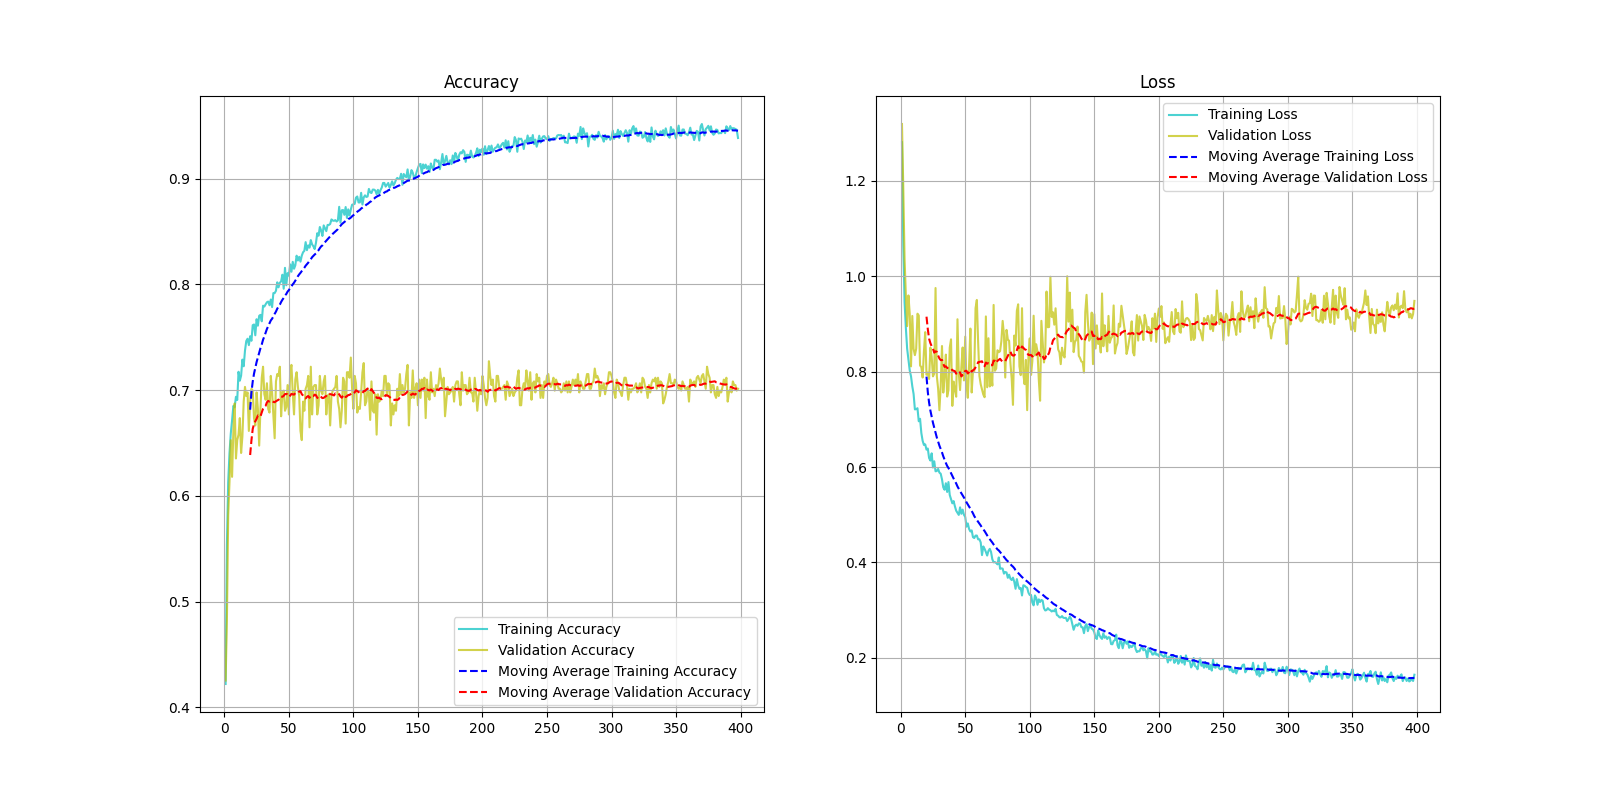 Accuracy
0.9
0.8
0.7
0.6
0.5
0.4
0 50 100 150 200 250 300 350 400
Training Accuracy
Validation Accuracy
Moving Average Training Accuracy
Moving Average Validation Accuracy
Loss
1.2
1.0
0.8
0.6
0.4
0.2
0 50 100 150 200 250 300 350 400
Training Loss
Validation Loss
Moving Average Training Loss
Moving Average Validation Loss